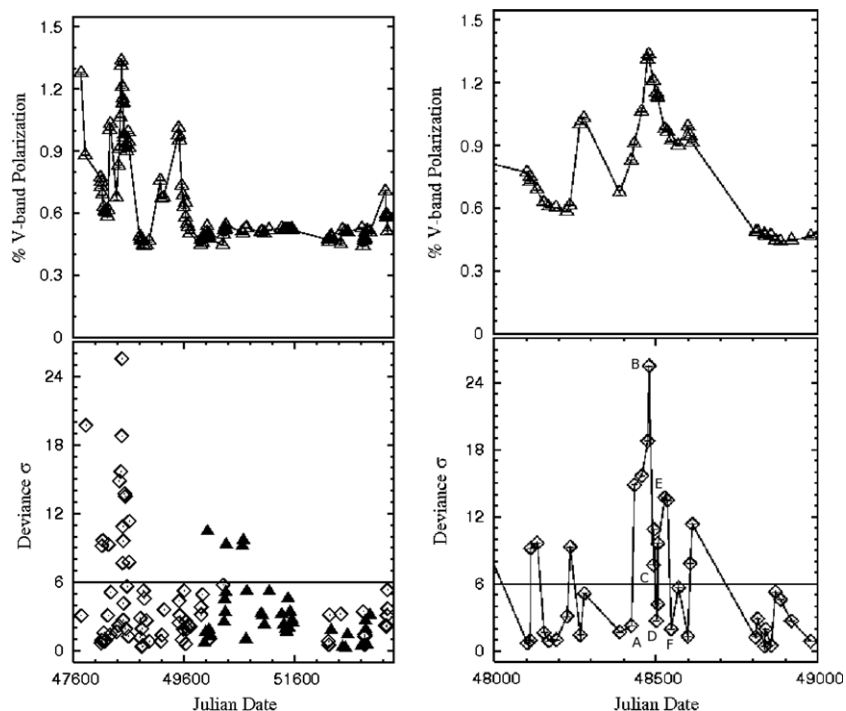 1.5
1.2
0.9
0.6
0.3
0
% V-band Polarization
1.5
1.2
0.9
0.6
0.3
0.0
% V-band Polarization
24
18
12
6
0
Deviance σ
47600 49600 51600
Julian Date
24
18
12
6
0
Deviance σ
B
E
C
D
A
F
48000 48500 49000
Julian Date